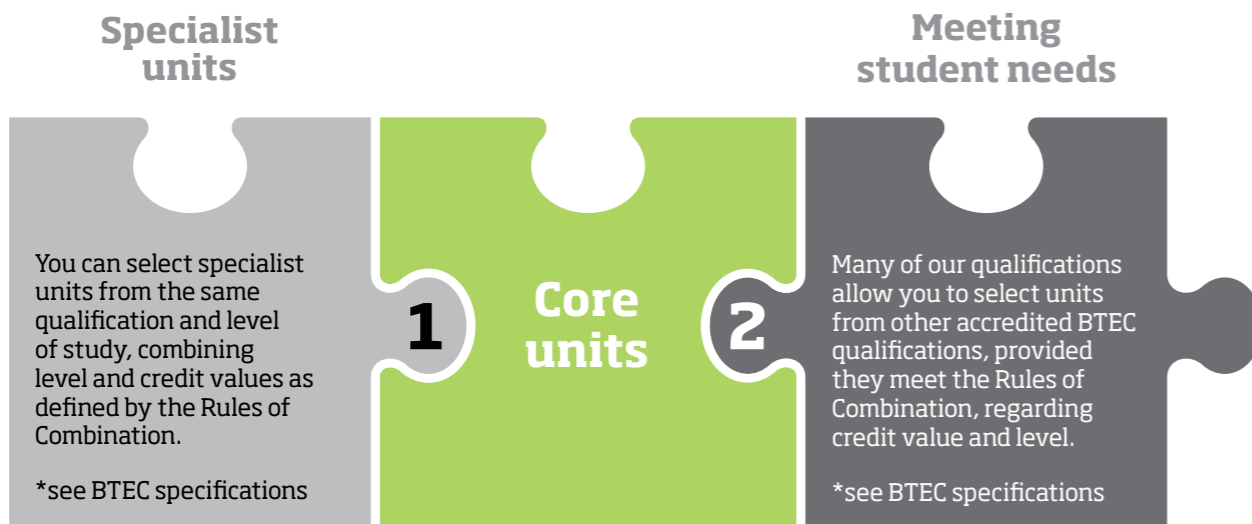 Specialist
units
You can select specialist
units from the same
qualification and level
of study, combining
level and credit values as
defined by the Rules of
Combination.
*see BTEC specifications
1
Core
units
2
Meeting
student needs
Many of our qualifications
allow you to select units
from other accredited BTEC
qualifications, provided
they meet the Rules of
Combination, regarding
credit value and level.
*see BTEC specifications